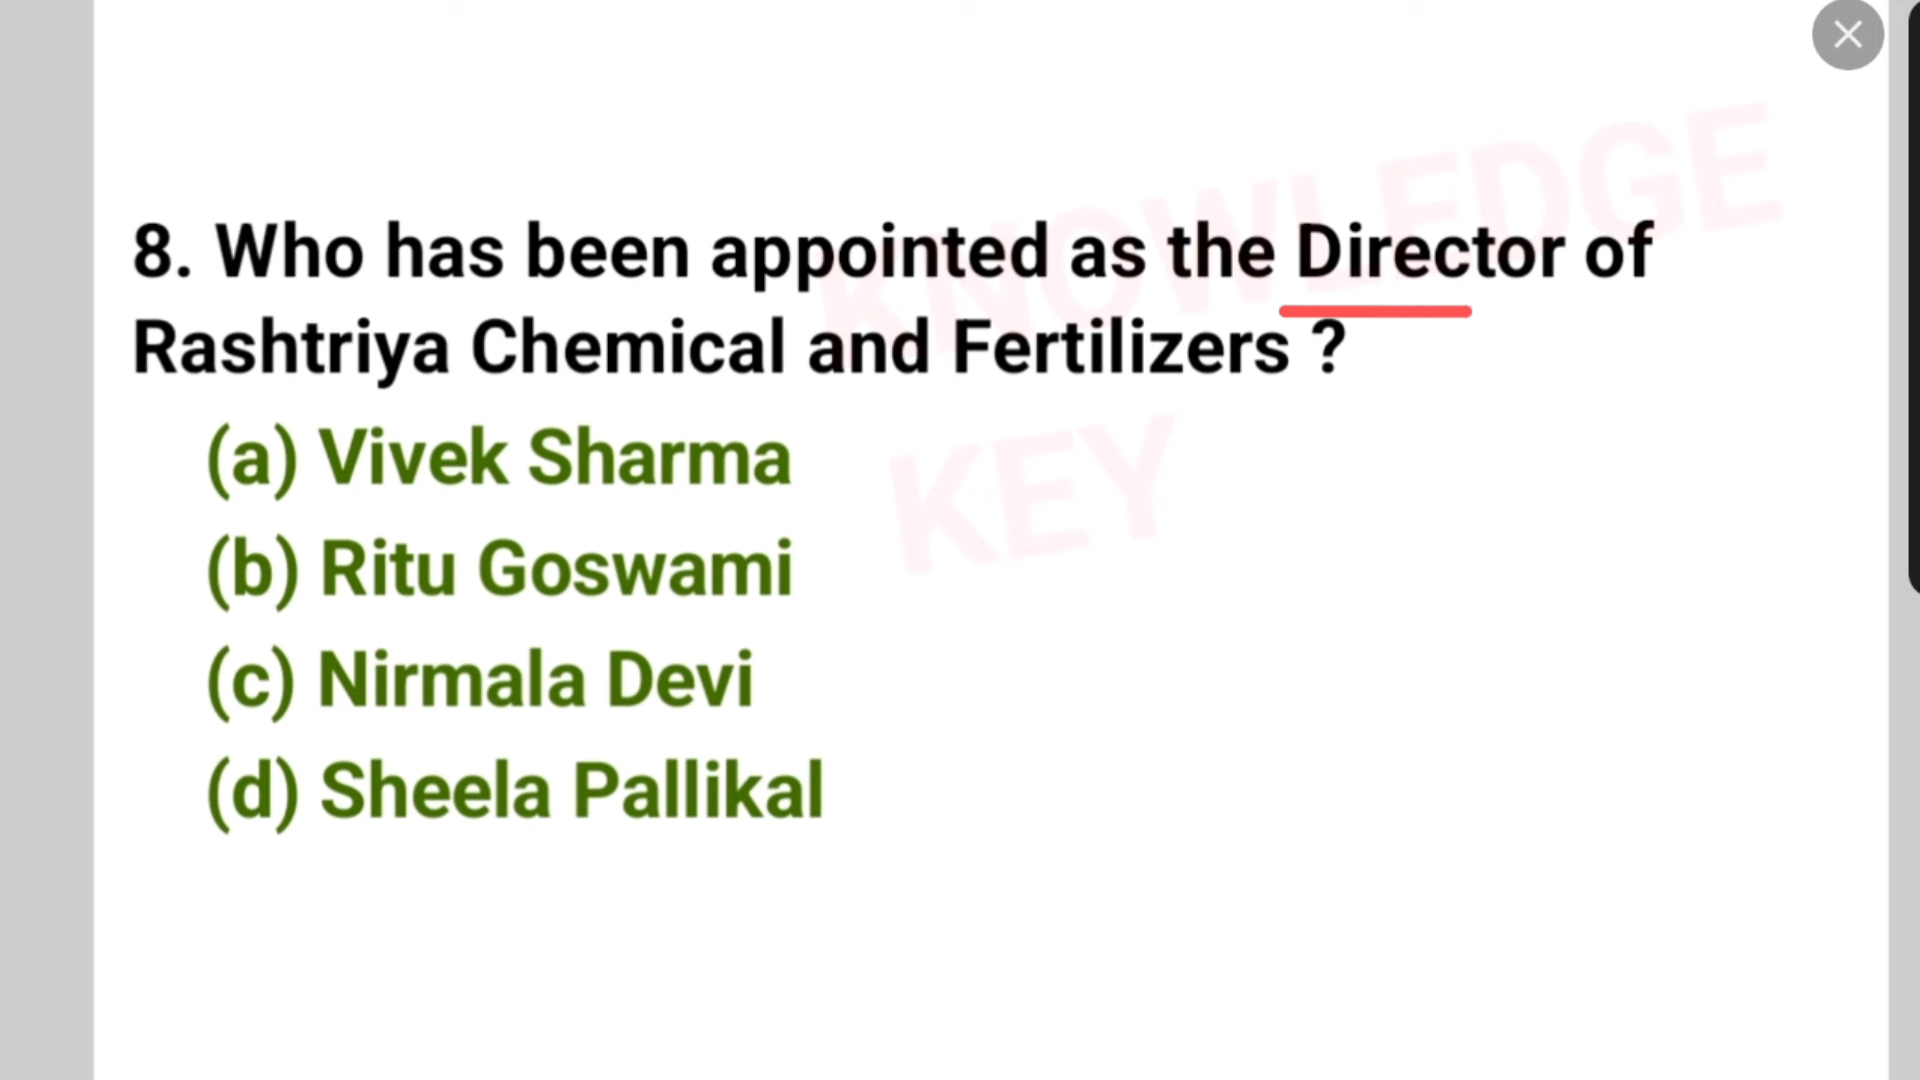 KNOWLEDGE
8. Who has been appointed as the Director of
Rashtriya Chemical and Fertilizers ?
KEY
(a) Vivek Sharma
(b) Ritu Goswami
(c) Nirmala Devi
(d) Sheela Pallikal